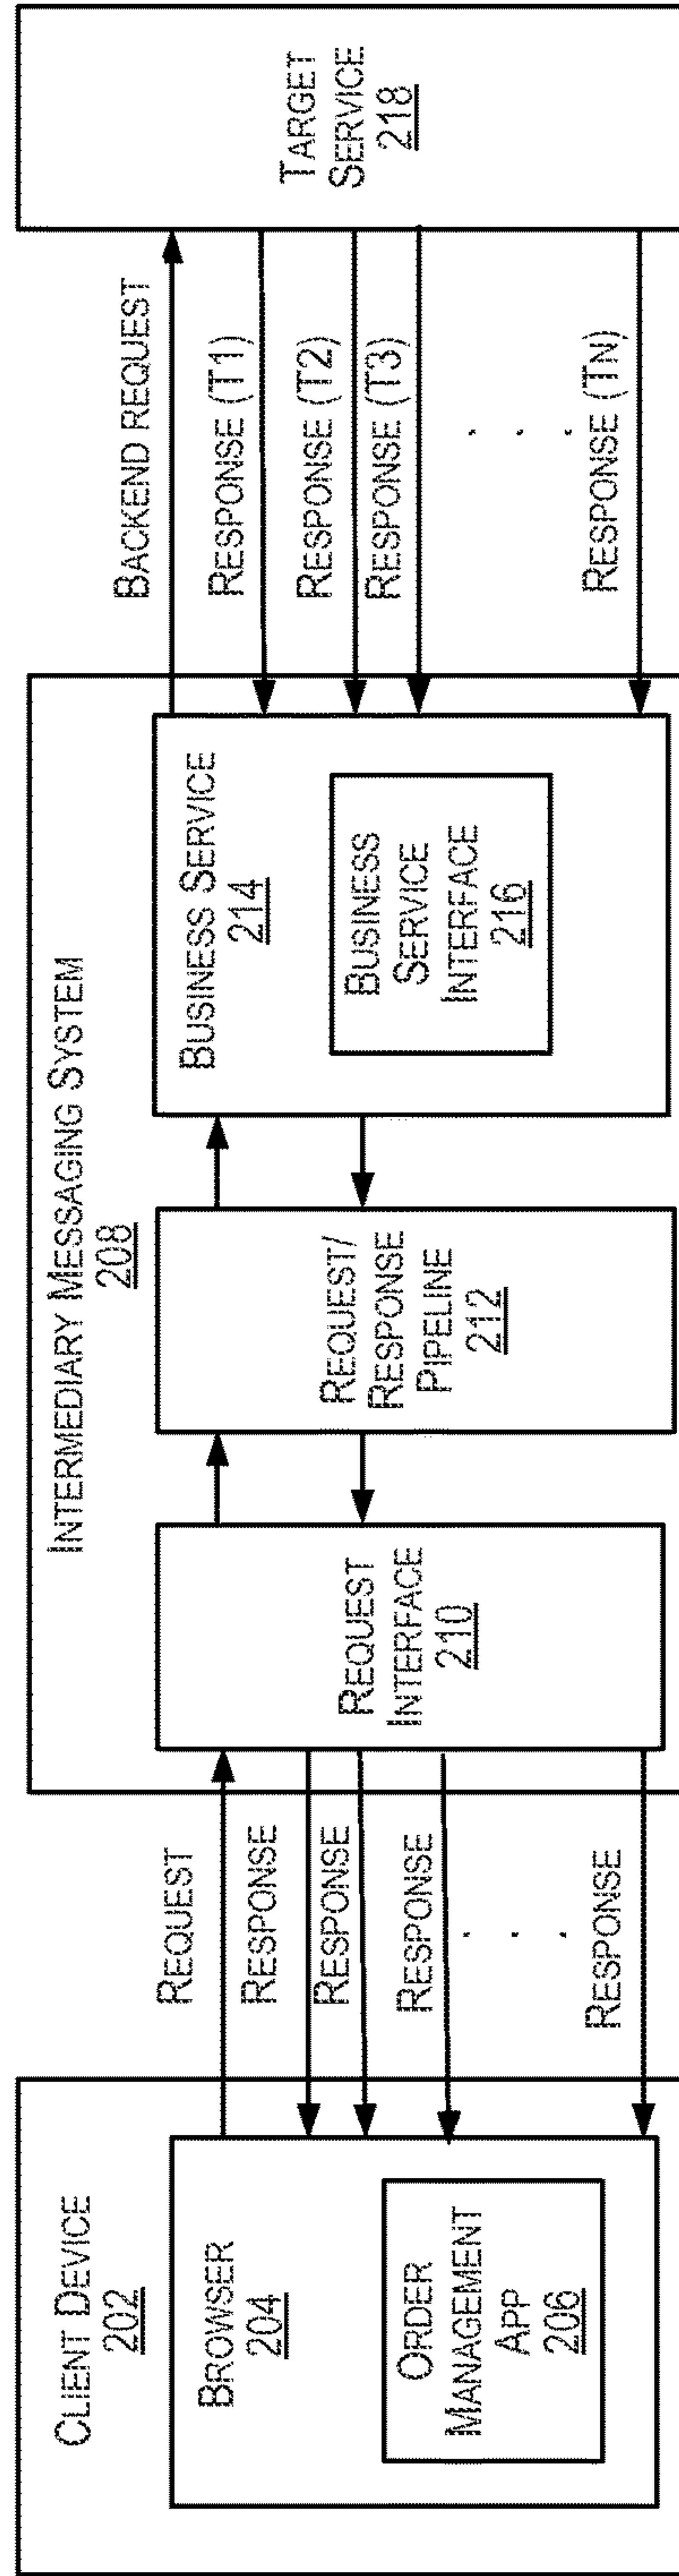 CLIENT DEVICE
202
BROWSER
204
ORDER
MANAGEMENT
APP
206
REQUEST
RESPONSE
RESPONSE
RESPONSE
. . .
RESPONSE
INTERMEDIARY MESSAGING SYSTEM
208
REQUEST
INTERFACE
210
REQUEST/
RESPONSE
PIPELINE
212
BUSINESS SERVICE
214
BUSINESS
SERVICE
INTERFACE
216
BACKEND REQUEST
RESPONSE (T1)
RESPONSE (T2)
RESPONSE (T3)
. . .
RESPONSE (TN)
TARGET
SERVICE
218